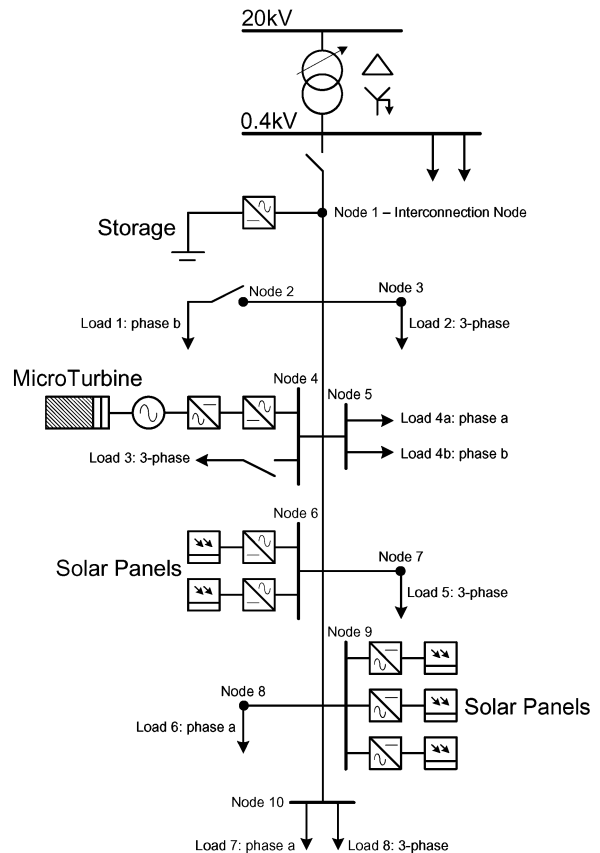 20kV
0.4kV
Node 1 – Interconnection Node
Storage
Node 2
Node 3
Load 1: phase b
Load 2: 3-phase
MicroTurbine
Node 4
Node 5
Load 4a: phase a
Load 4b: phase b
Load 3: 3-phase
Node 6
Solar Panels
Node 7
Load 5: 3-phase
Node 9
Node 8
Solar Panels
Load 6: phase a
Node 10
Load 7: phase a
Load 8: 3-phase